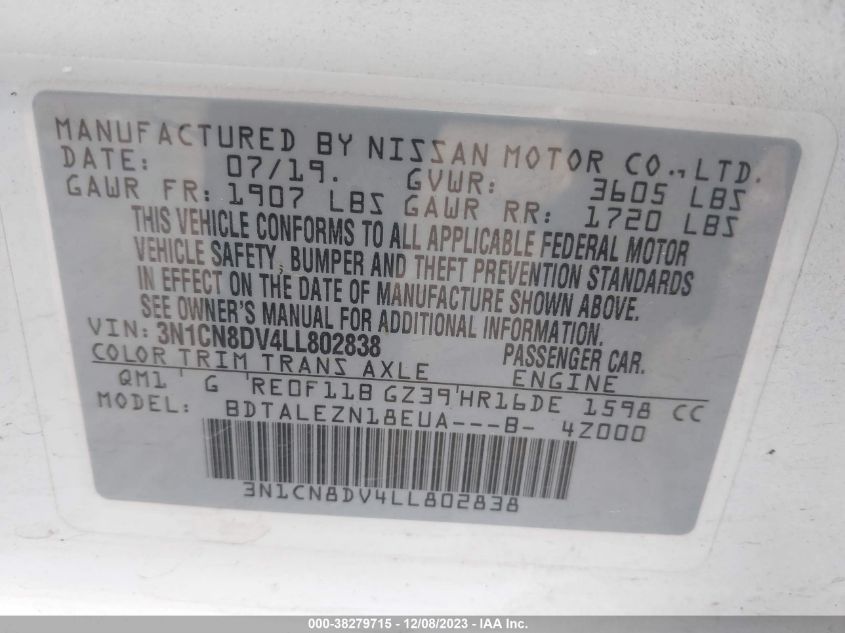 MANUFACTURED BY NISSAN MOTOR CO.,LTD.
DATE: 07/19. GVWR: 3605 LBS
GAWR FR: 1907 LBS GAWR RR: 1720 LBS
THIS VEHICLE CONFORMS TO ALL APPLICABLE FEDERAL MOTOR
VEHICLE SAFETY, BUMPER AND THEFT PREVENTION STANDARDS
IN EFFECT ON THE DATE OF MANUFACTURE SHOWN ABOVE.
SEE OWNER'S MANUAL FOR ADDITIONAL INFORMATION.
VIN: 3N1CN8DV4LL802838 PASSENGER CAR.
COLOR TRIM TRANS AXLE ENGINE
QM1 ' G 'RE0F11B GZ39'HR16DE 1598 CC
MODEL: BDTALEZN18EUA---B- 4Z000
3N1CN8DV4LL802838
000-38279715 - 12/08/2023 - IAA Inc.